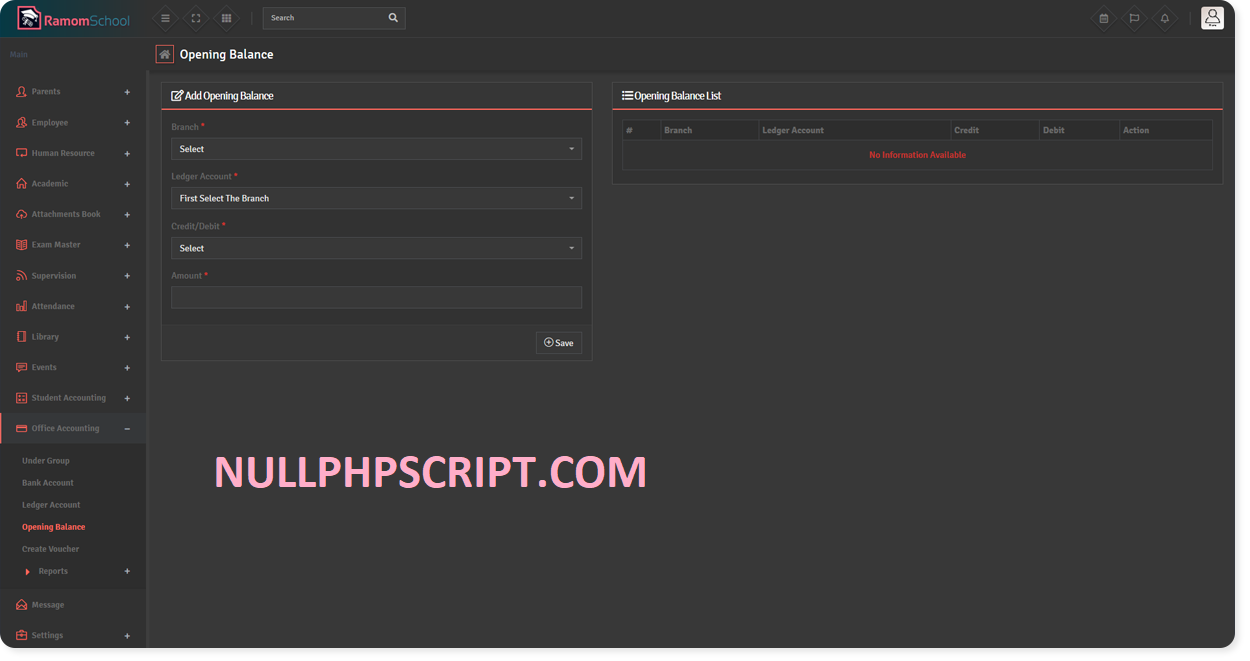 RamomSchool
Search
Main
Parents
Employee
Human Resource
Academic
Attachments Book
Exam Master
Supervision
Attendance
Library
Events
Student Accounting
Office Accounting
Under Group
Bank Account
Ledger Account
Opening Balance
Create Voucher
Reports
Message
Settings
Opening Balance
Add Opening Balance
Branch *
Select
Ledger Account *
First Select The Branch
Credit/Debit *
Select
Amount *
Save
Opening Balance List
# Branch Ledger Account Credit Debit Action
No Information Available
NULLPHPSCRIPT.COM